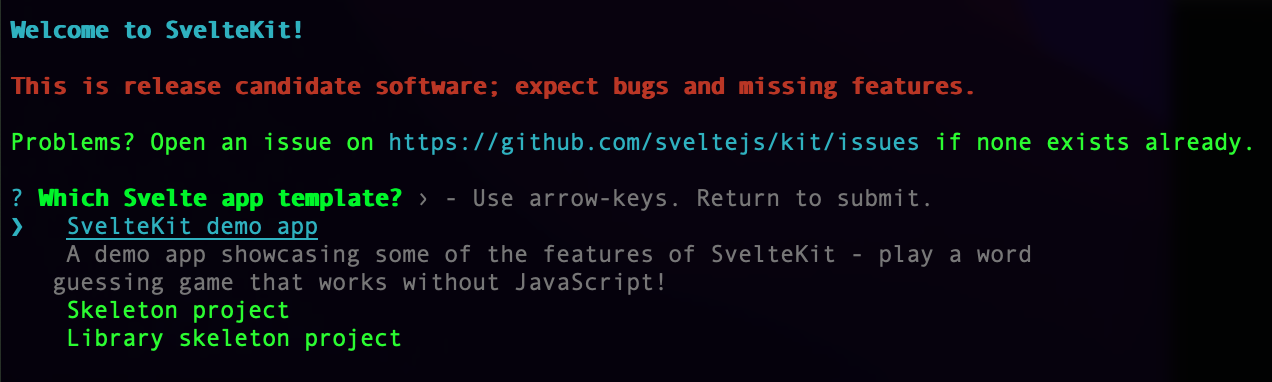 Welcome to SvelteKit!
This is release candidate software; expect bugs and missing features.
Problems? Open an issue on https://github.com/sveltejs/kit/issues if none exists already.
? Which Svelte app template? › - Use arrow-keys. Return to submit.
❯ SvelteKit demo app
A demo app showcasing some of the features of SvelteKit - play a word
guessing game that works without JavaScript!
Skeleton project
Library skeleton project